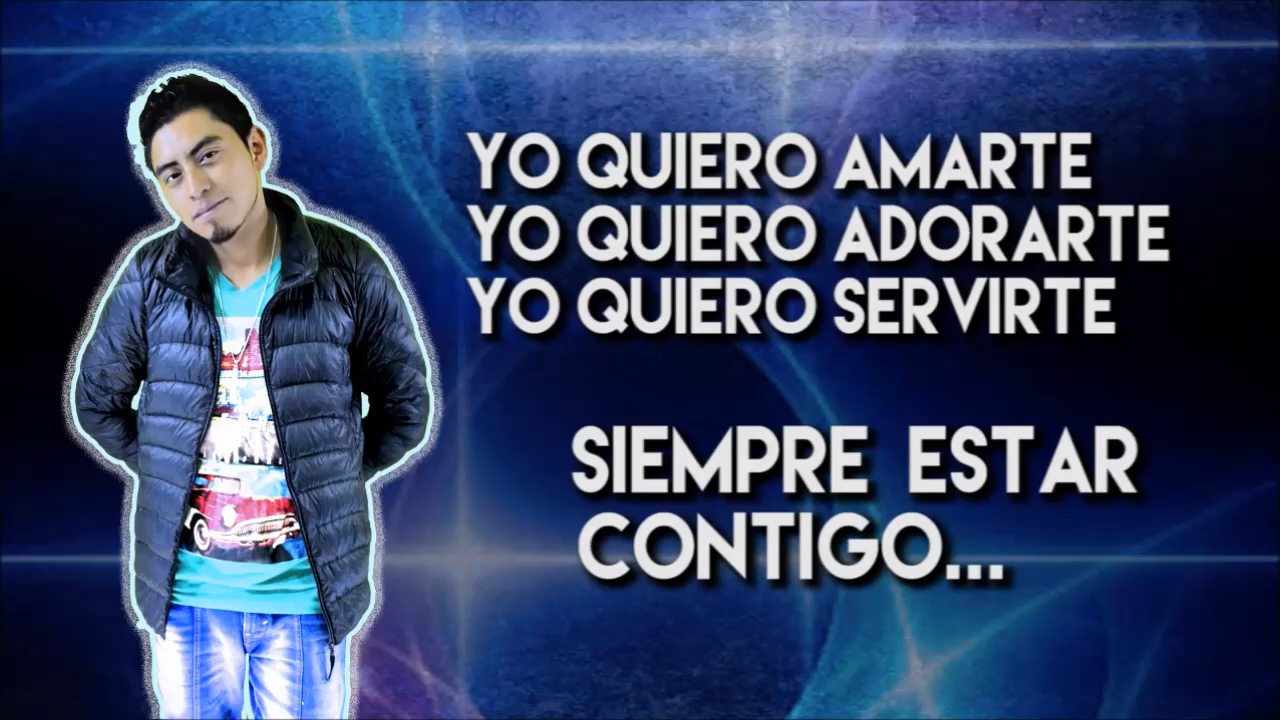 YO QUIERO AMARTE
YO QUIERO ADORARTE
YO QUIERO SERVIRTE
SIEMPRE ESTAR
CONTIGO...